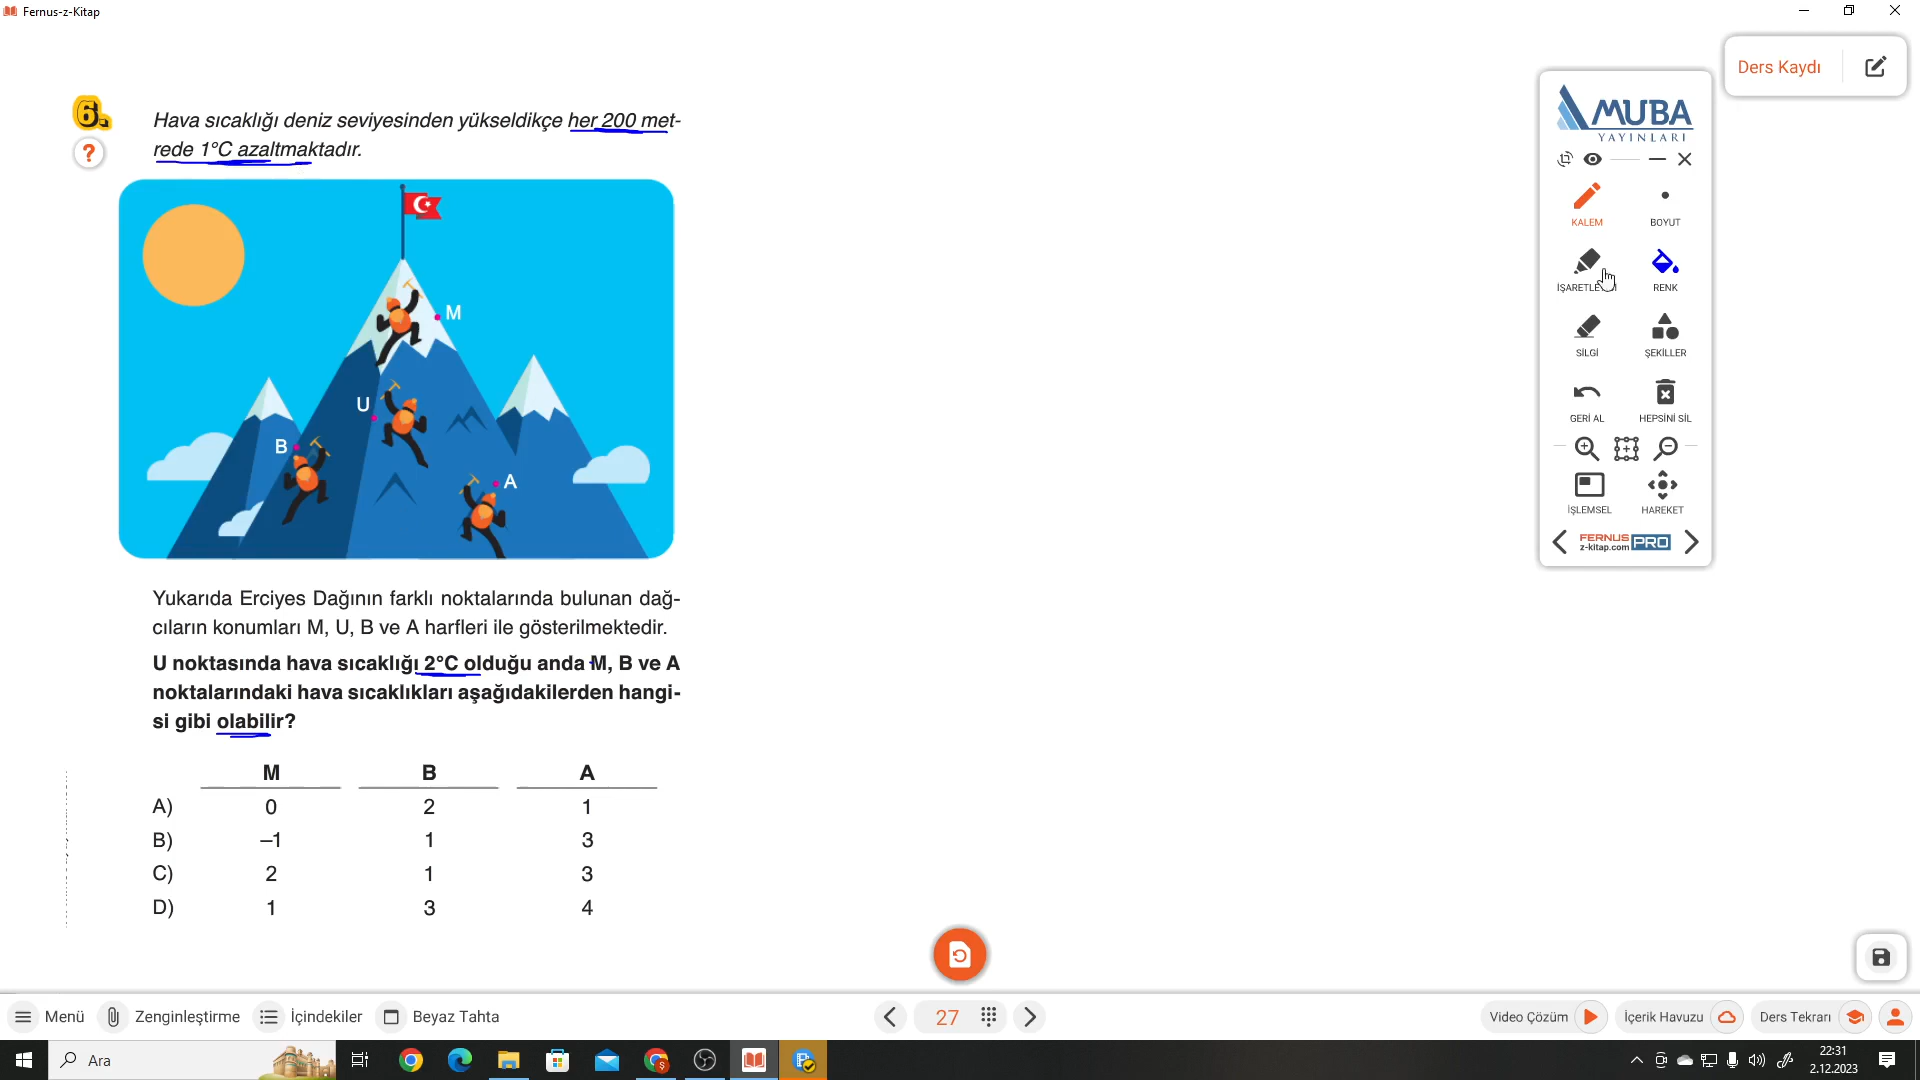 Fernus-z-Kitap
Ders Kaydı
6.
?
Hava sıcaklığı deniz seviyesinden yükseldikçe her 200 met-
rede 1°C azaltmaktadır.
M
U
B
A
Yukarıda Erciyes Dağının farklı noktalarında bulunan dağ-
cıların konumları M, U, B ve A harfleri ile gösterilmektedir.
U noktasında hava sıcaklığı 2°C olduğu anda M, B ve A
noktalarındaki hava sıcaklıkları aşağıdakilerden hangi-
si gibi olabilir?
M B A
A) 0 2 1
B) –1 1 3
C) 2 1 3
D) 1 3 4
MUBA
YAYINLARI
KALEM BOYUT
RENK
SİLGİ ŞEKİLLER
GERİ AL HEPSİNİ SİL
İŞLEMSEL HAREKET
FERNUS PRO
z-kitap.com
Menü Zenginleştirme İçindekiler Beyaz Tahta 27 Video Çözüm İçerik Havuzu Ders Tekrarı
Ara 22:31
2.12.2023